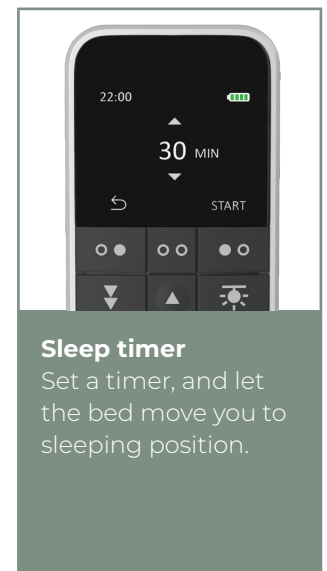 22:00
30 MIN
START
Sleep timer
Set a timer, and let
the bed move you to
sleeping position.